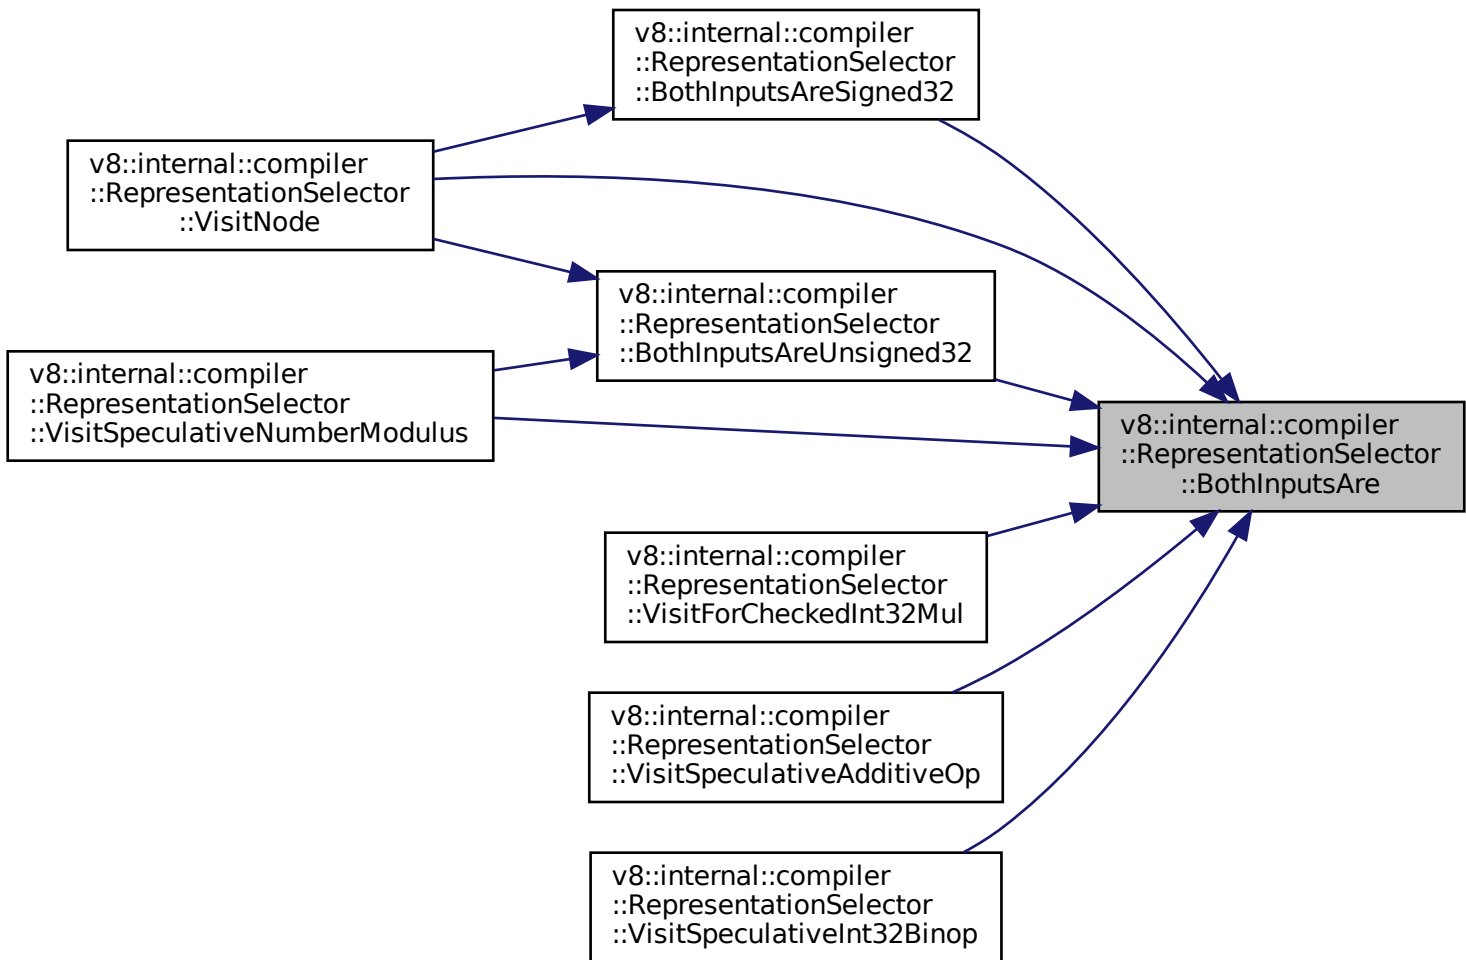 v8::internal::compiler
::RepresentationSelector
::BothInputsAreSigned32
v8::internal::compiler
::RepresentationSelector
::VisitNode
v8::internal::compiler
::RepresentationSelector
::BothInputsAreUnsigned32
v8::internal::compiler
::RepresentationSelector
::VisitSpeculativeNumberModulus
v8::internal::compiler
::RepresentationSelector
::BothInputsAre
v8::internal::compiler
::RepresentationSelector
::VisitForCheckedInt32Mul
v8::internal::compiler
::RepresentationSelector
::VisitSpeculativeAdditiveOp
v8::internal::compiler
::RepresentationSelector
::VisitSpeculativeInt32Binop